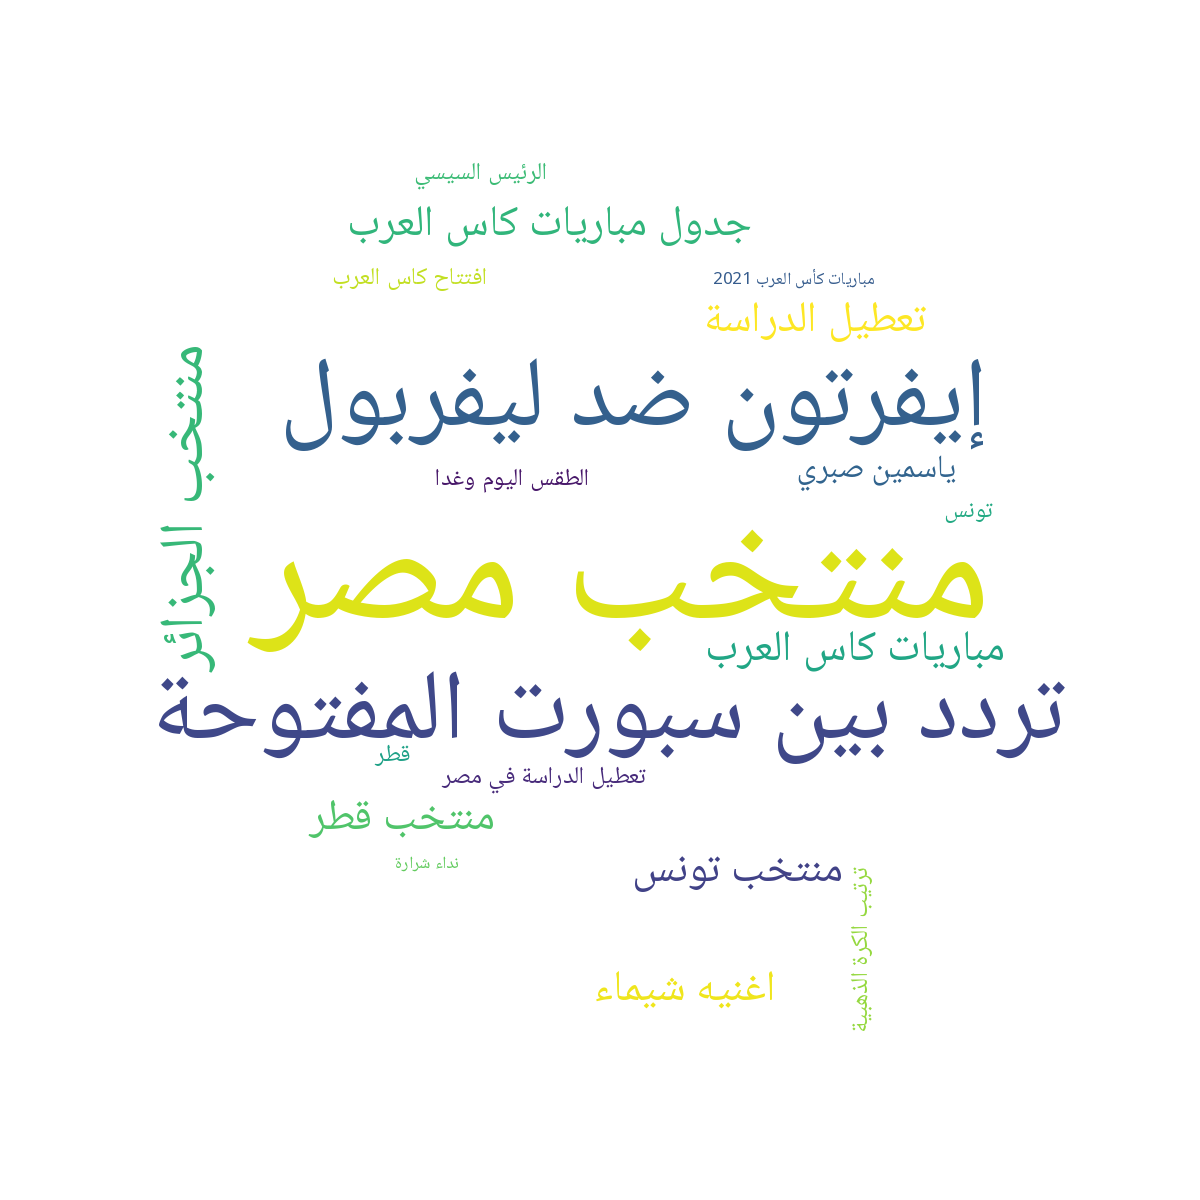 الرئيس السيسي
جدول مباريات كاس العرب
افتتاح كاس العرب
مباريات كأس العرب 2021
تعطيل الدراسة
منتخب الجزائر
إيفرتون ضد ليفربول
ياسمين صبري
الطقس اليوم وغدا
تونس
منتخب مصر
مباريات كاس العرب
تردد بين سبورت المفتوحة
قطر
تعطيل الدراسة في مصر
منتخب قطر
نداء شرارة
منتخب تونس
ترتيب الكرة الذهبية
اغنيه شيماء